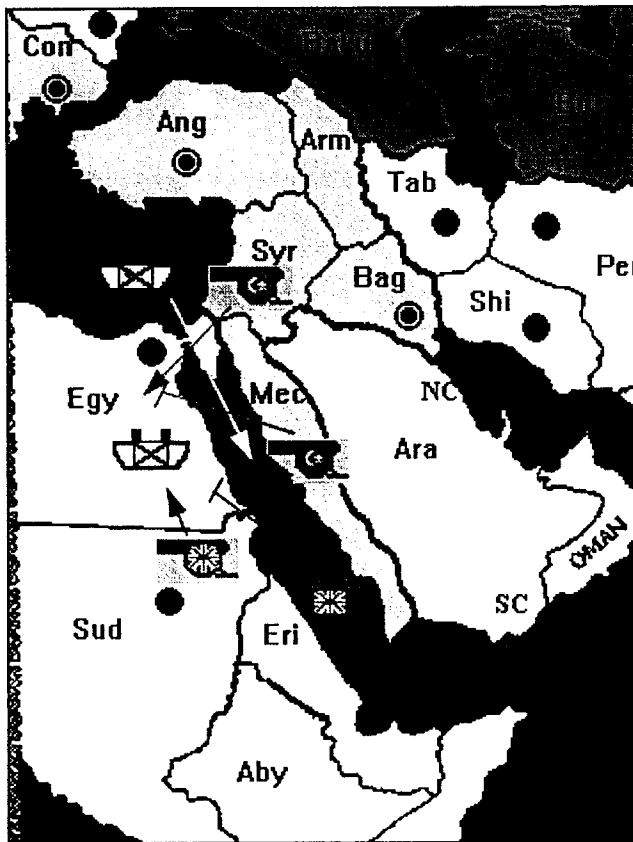 Con
Ang
Arm
Tab
Syr
Per
Bag
Shi
Egy
Mec
NC
Ara
OMAN
SC
Sud
Eri
Aby